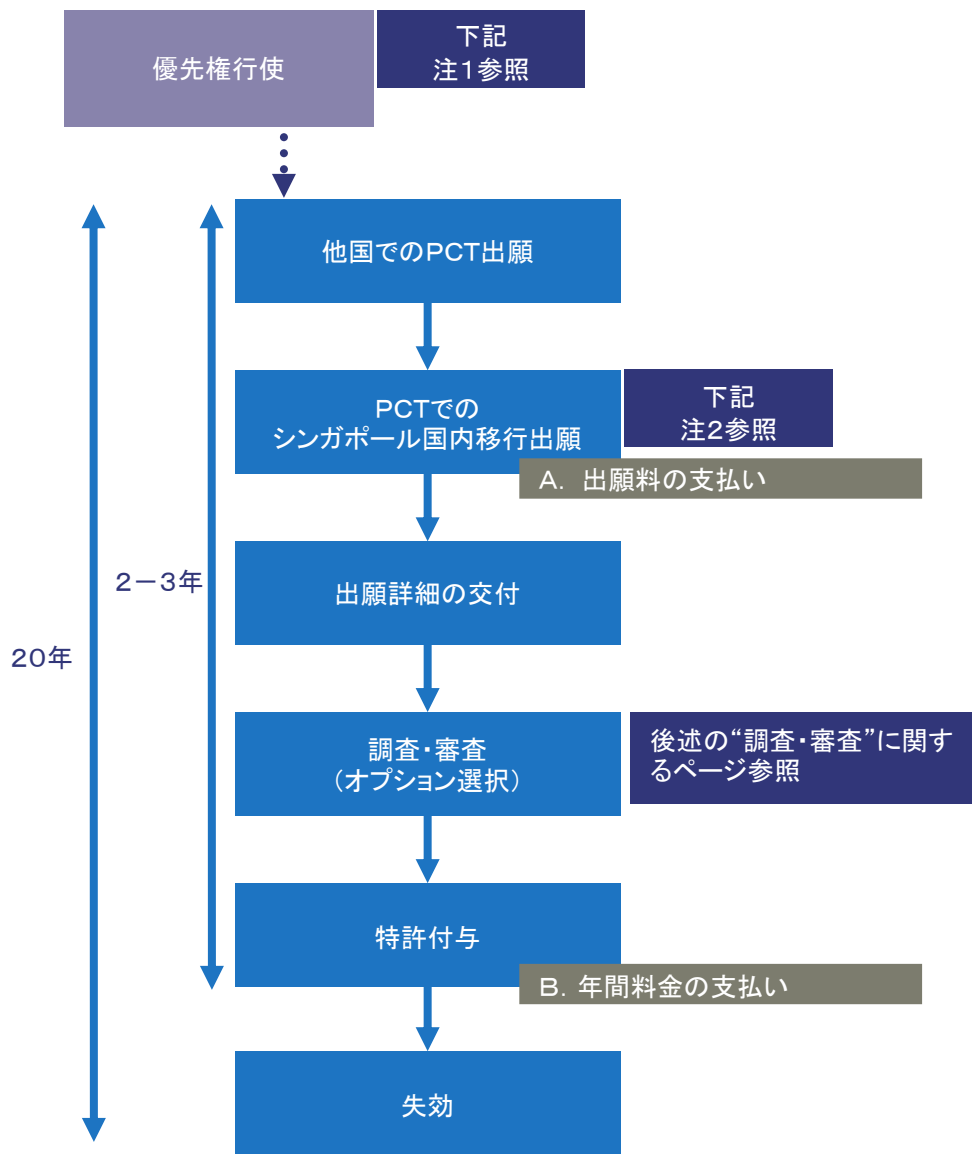 優先権行使
下記
注1参照
他国でのPCT出願
PCTでの
シンガポール国内移行出願
下記
注2参照
A. 出願料の支払い
出願詳細の交付
2－3年
20年
調査・審査
（オプション選択）
後述の“調査・審査”に関す
るページ参照
特許付与
B. 年間料金の支払い
失効